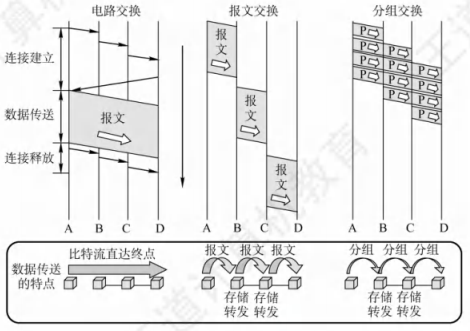 电路交换 报文交换 分组交换
连接建立
数据传送
连接释放
报文
报
文
报
文
报
文
P P P
P P P
P P P
P P P
A B C D A B C D A B C D
数据传送
的特点
比特流直达终点
报文 报文 报文
分组 分组 分组
存储 存储
转发 转发
存储 存储
转发 转发